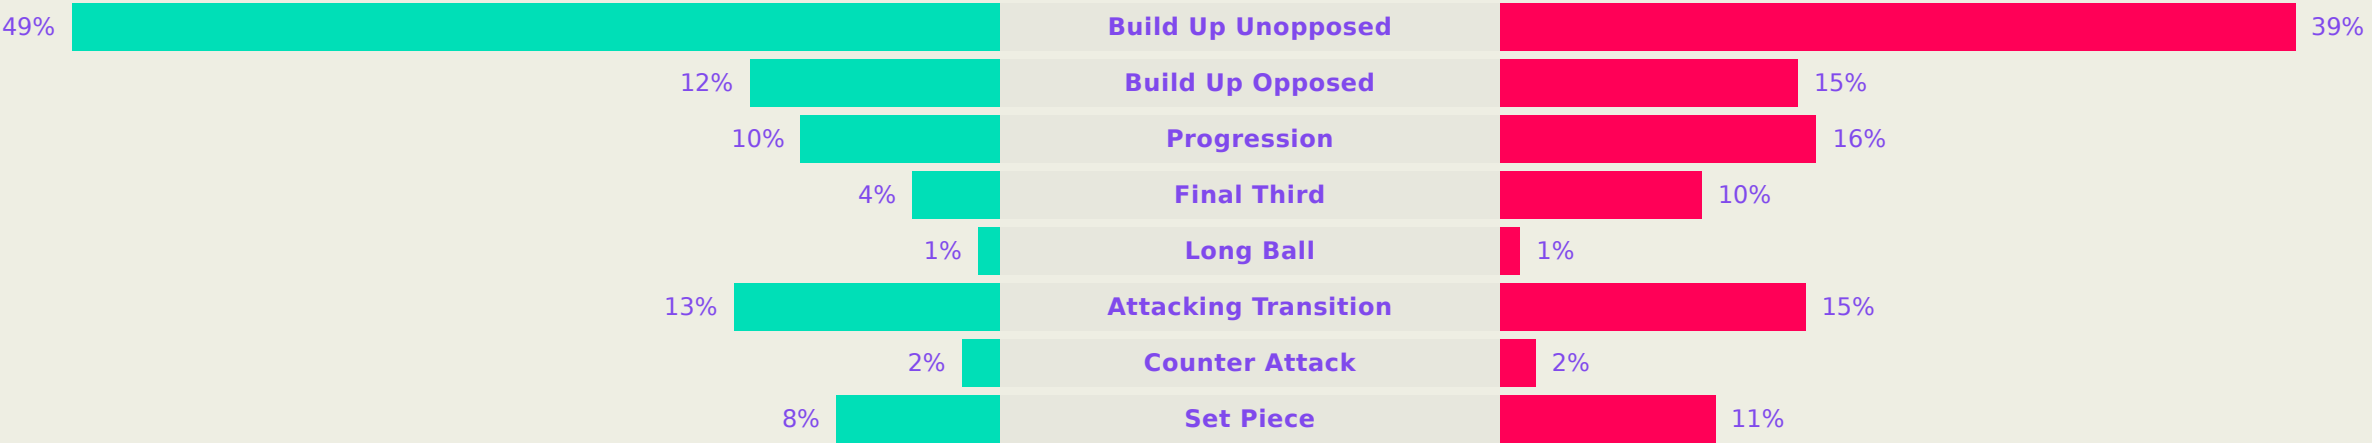 49% Build Up Unopposed 39%
12% Build Up Opposed 15%
10% Progression 16%
4% Final Third 10%
1% Long Ball 1%
13% Attacking Transition 15%
2% Counter Attack 2%
8% Set Piece 11%